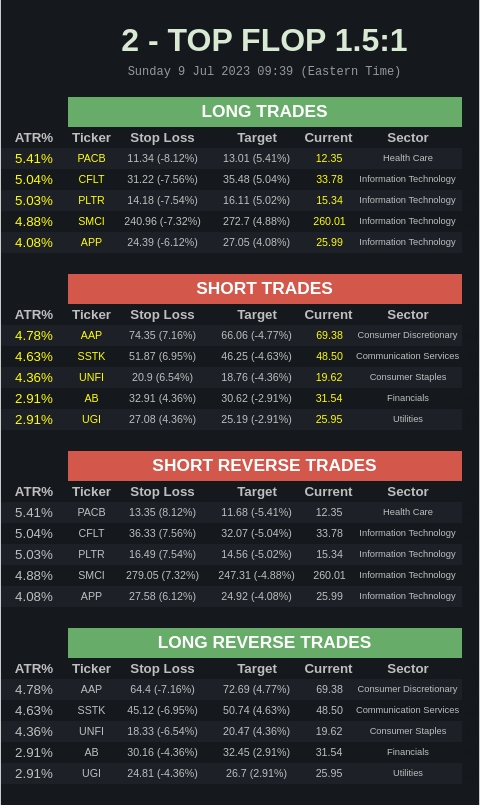 2 - TOP FLOP 1.5:1
Sunday 9 Jul 2023 09:39 (Eastern Time)
LONG TRADES
ATR% Ticker Stop Loss Target Current Sector
5.41% PACB 11.34 (-8.12%) 13.01 (5.41%) 12.35 Health Care
5.04% CFLT 31.22 (-7.56%) 35.48 (5.04%) 33.78 Information Technology
5.03% PLTR 14.18 (-7.54%) 16.11 (5.02%) 15.34 Information Technology
4.88% SMCI 240.96 (-7.32%) 272.7 (4.88%) 260.01 Information Technology
4.08% APP 24.39 (-6.12%) 27.05 (4.08%) 25.99 Information Technology
SHORT TRADES
ATR% Ticker Stop Loss Target Current Sector
4.78% AAP 74.35 (7.16%) 66.06 (-4.77%) 69.38 Consumer Discretionary
4.63% SSTK 51.87 (6.95%) 46.25 (-4.63%) 48.50 Communication Services
4.36% UNFI 20.9 (6.54%) 18.76 (-4.36%) 19.62 Consumer Staples
2.91% AB 32.91 (4.36%) 30.62 (-2.91%) 31.54 Financials
2.91% UGI 27.08 (4.36%) 25.19 (-2.91%) 25.95 Utilities
SHORT REVERSE TRADES
ATR% Ticker Stop Loss Target Current Sector
5.41% PACB 13.35 (8.12%) 11.68 (-5.41%) 12.35 Health Care
5.04% CFLT 36.33 (7.56%) 32.07 (-5.04%) 33.78 Information Technology
5.03% PLTR 16.49 (7.54%) 14.56 (-5.02%) 15.34 Information Technology
4.88% SMCI 279.05 (7.32%) 247.31 (-4.88%) 260.01 Information Technology
4.08% APP 27.58 (6.12%) 24.92 (-4.08%) 25.99 Information Technology
LONG REVERSE TRADES
ATR% Ticker Stop Loss Target Current Sector
4.78% AAP 64.4 (-7.16%) 72.69 (4.77%) 69.38 Consumer Discretionary
4.63% SSTK 45.12 (-6.95%) 50.74 (4.63%) 48.50 Communication Services
4.36% UNFI 18.33 (-6.54%) 20.47 (4.36%) 19.62 Consumer Staples
2.91% AB 30.16 (-4.36%) 32.45 (2.91%) 31.54 Financials
2.91% UGI 24.81 (-4.36%) 26.7 (2.91%) 25.95 Utilities